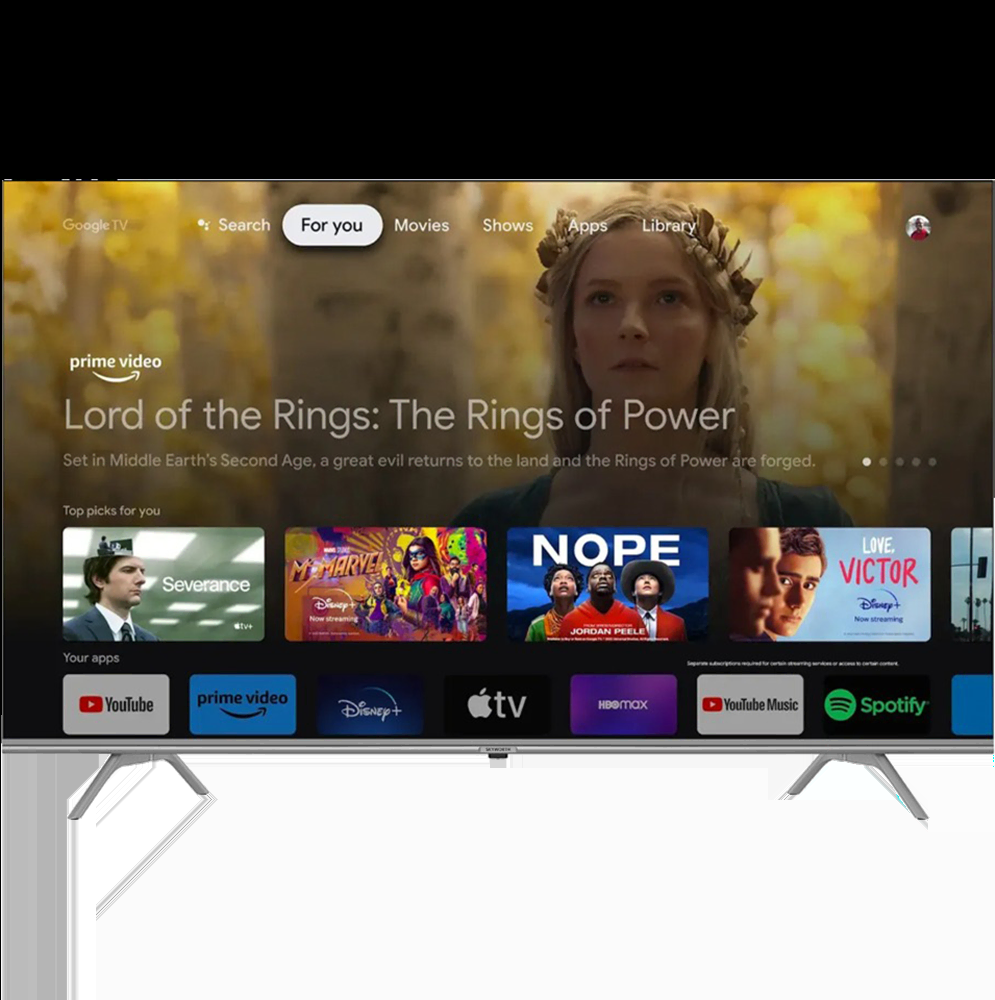 Google TV
Search
For you
Movies
Shows
Apps
Library
prime video
Lord of the Rings: The Rings of Power
Set in Middle Earth's Second Age, a great evil returns to the land and the Rings of Power are forged.
Top picks for you
Severance
tv+
MARVEL STUDIOS
MS. MARVEL
Disney+
Now streaming
NOPE
JORDAN PEELE
LOVE,
VICTOR
Disney+
Now streaming
Your apps
Separate subscriptions required for certain streaming services or access to certain content.
YouTube
prime video
Disney+
tv
HBOmax
YouTube Music
Spotify
SKYWORTH